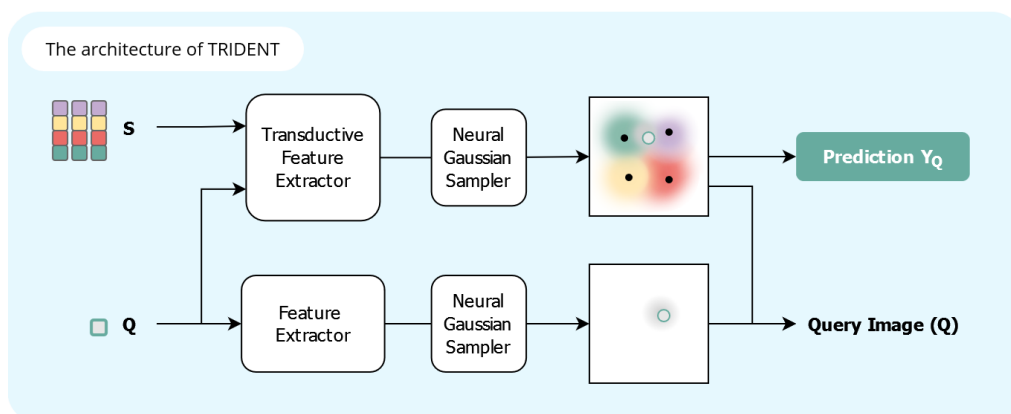 The architecture of TRIDENT
S
Transductive
Feature
Extractor
Neural
Gaussian
Sampler
Prediction YQ
Q
Feature
Extractor
Neural
Gaussian
Sampler
Query Image (Q)